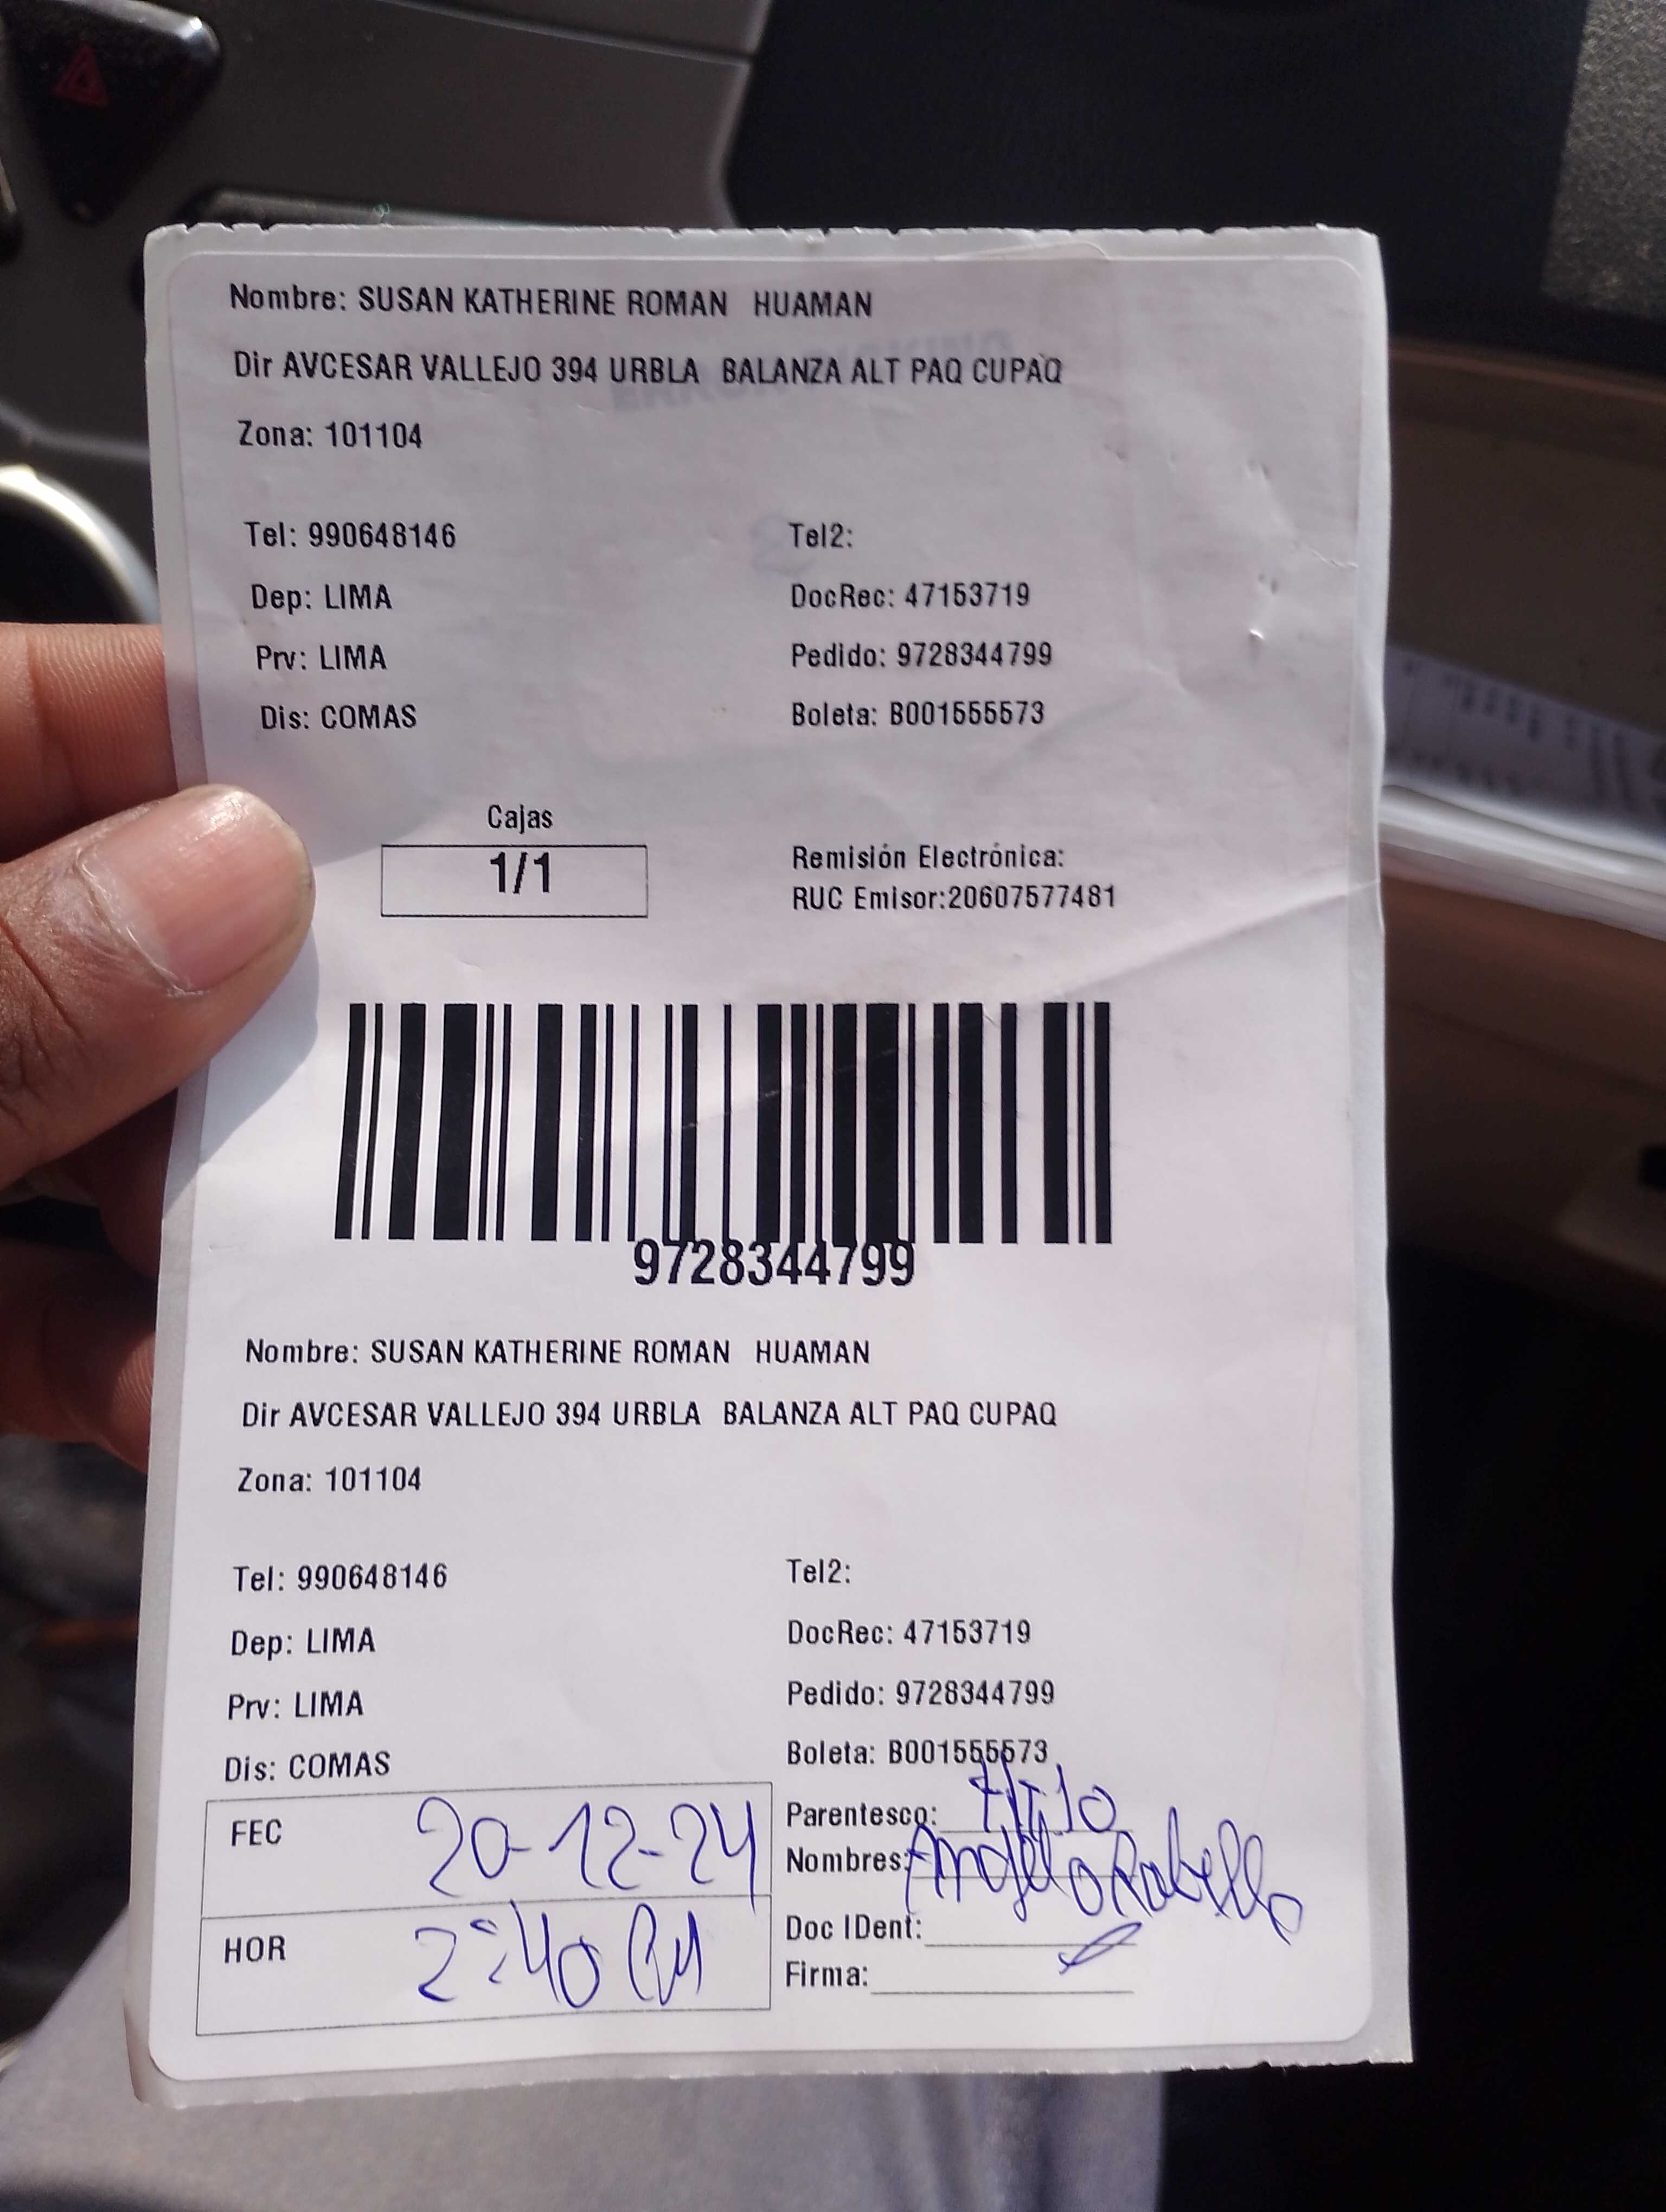 Nombre: SUSAN KATHERINE ROMAN HUAMAN
Dir AVCESAR VALLEJO 394 URBLA BALANZA ALT PAQ CUPAQ
Zona: 101104
Tel: 990648146 Tel2:
Dep: LIMA DocRec: 47153719
Prv: LIMA Pedido: 9728344799
Dis: COMAS Boleta: B001555573
Cajas
1/1
Remisión Electrónica:
RUC Emisor:20607577481
9728344799
Nombre: SUSAN KATHERINE ROMAN HUAMAN
Dir AVCESAR VALLEJO 394 URBLA BALANZA ALT PAQ CUPAQ
Zona: 101104
Tel: 990648146 Tel2:
Dep: LIMA DocRec: 47153719
Prv: LIMA Pedido: 9728344799
Dis: COMAS Boleta: B001555573
FEC 20-12-24
HOR 2:40 PM
Parentesco: Hijo
Nombres: Angelo
Doc IDent:
Firma: